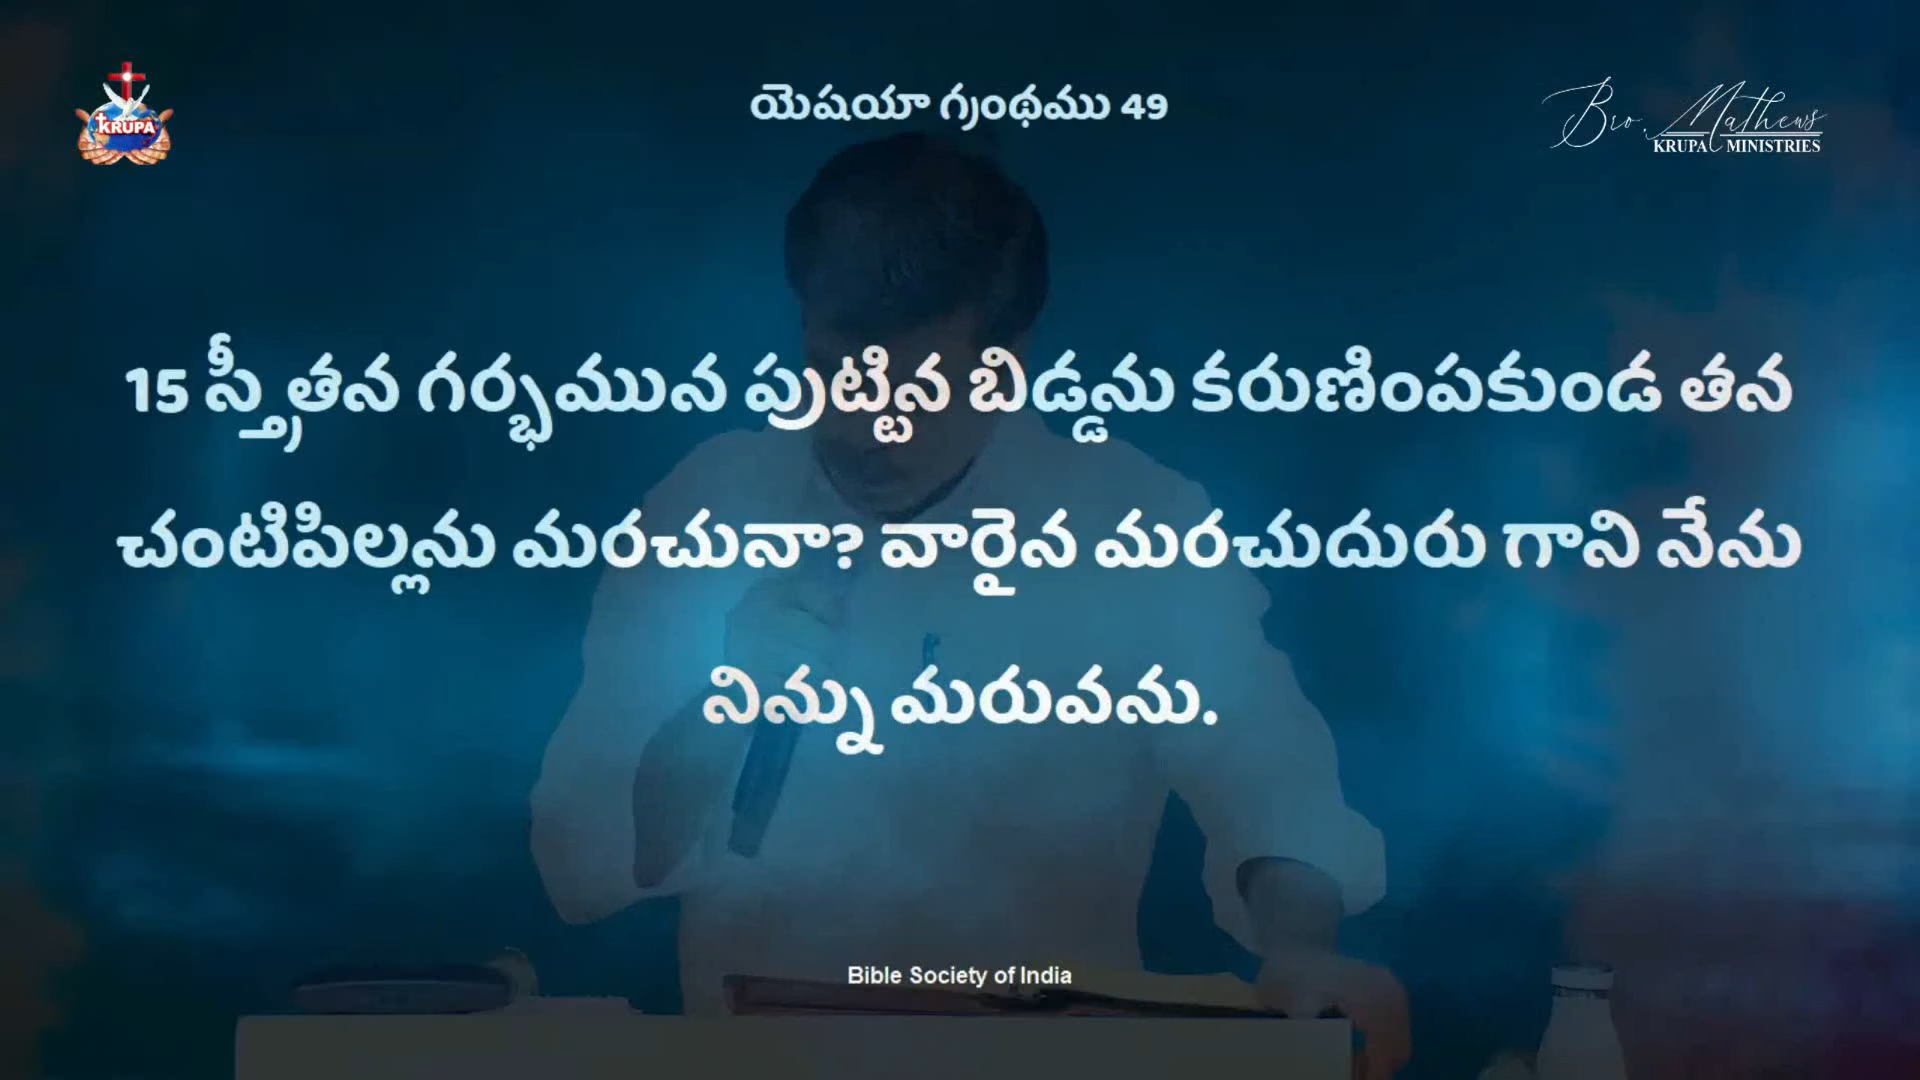 యెషయా గ్రంథము 49
KRUPA
Bro. Mathews
KRUPA MINISTRIES
15 స్త్రీతన గర్భమున పుట్టిన బిడ్డను కరుణింపకుండ తన
చంటిపిల్లను మరచునా? వారైన మరచుదురు గాని నేను
నిన్ను మరువను.
Bible Society of India